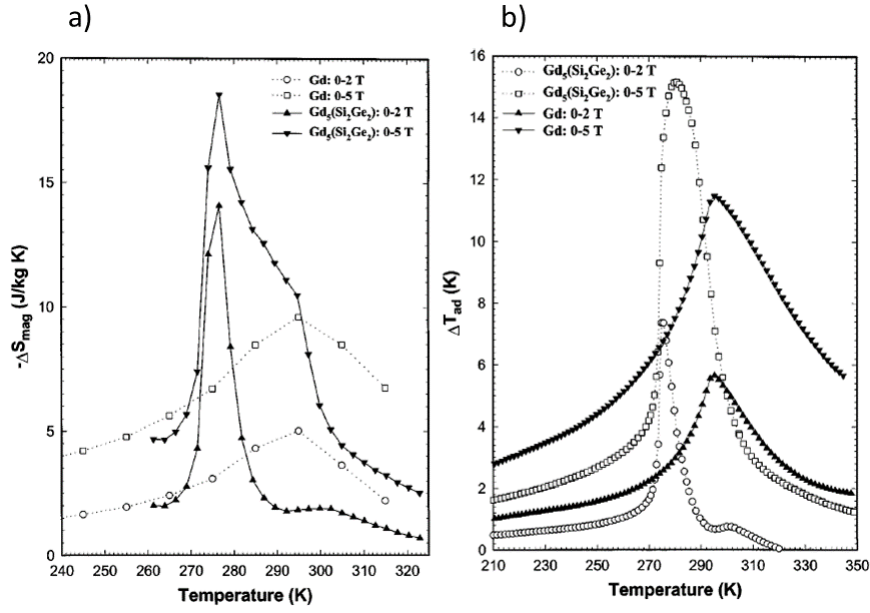 a)
20
15
10
5
0
-ΔS_mag (J/kg K)
Gd: 0-2 T
Gd: 0-5 T
Gd₅(Si₂Ge₂): 0-2 T
Gd₅(Si₂Ge₂): 0-5 T
240 250 260 270 280 290 300 310 320
Temperature (K)
b)
16
14
12
10
8
6
4
2
0
ΔT_ad (K)
Gd₅(Si₂Ge₂): 0-2 T
Gd₅(Si₂Ge₂): 0-5 T
Gd: 0-2 T
Gd: 0-5 T
210 230 250 270 290 310 330 350
Temperature (K)